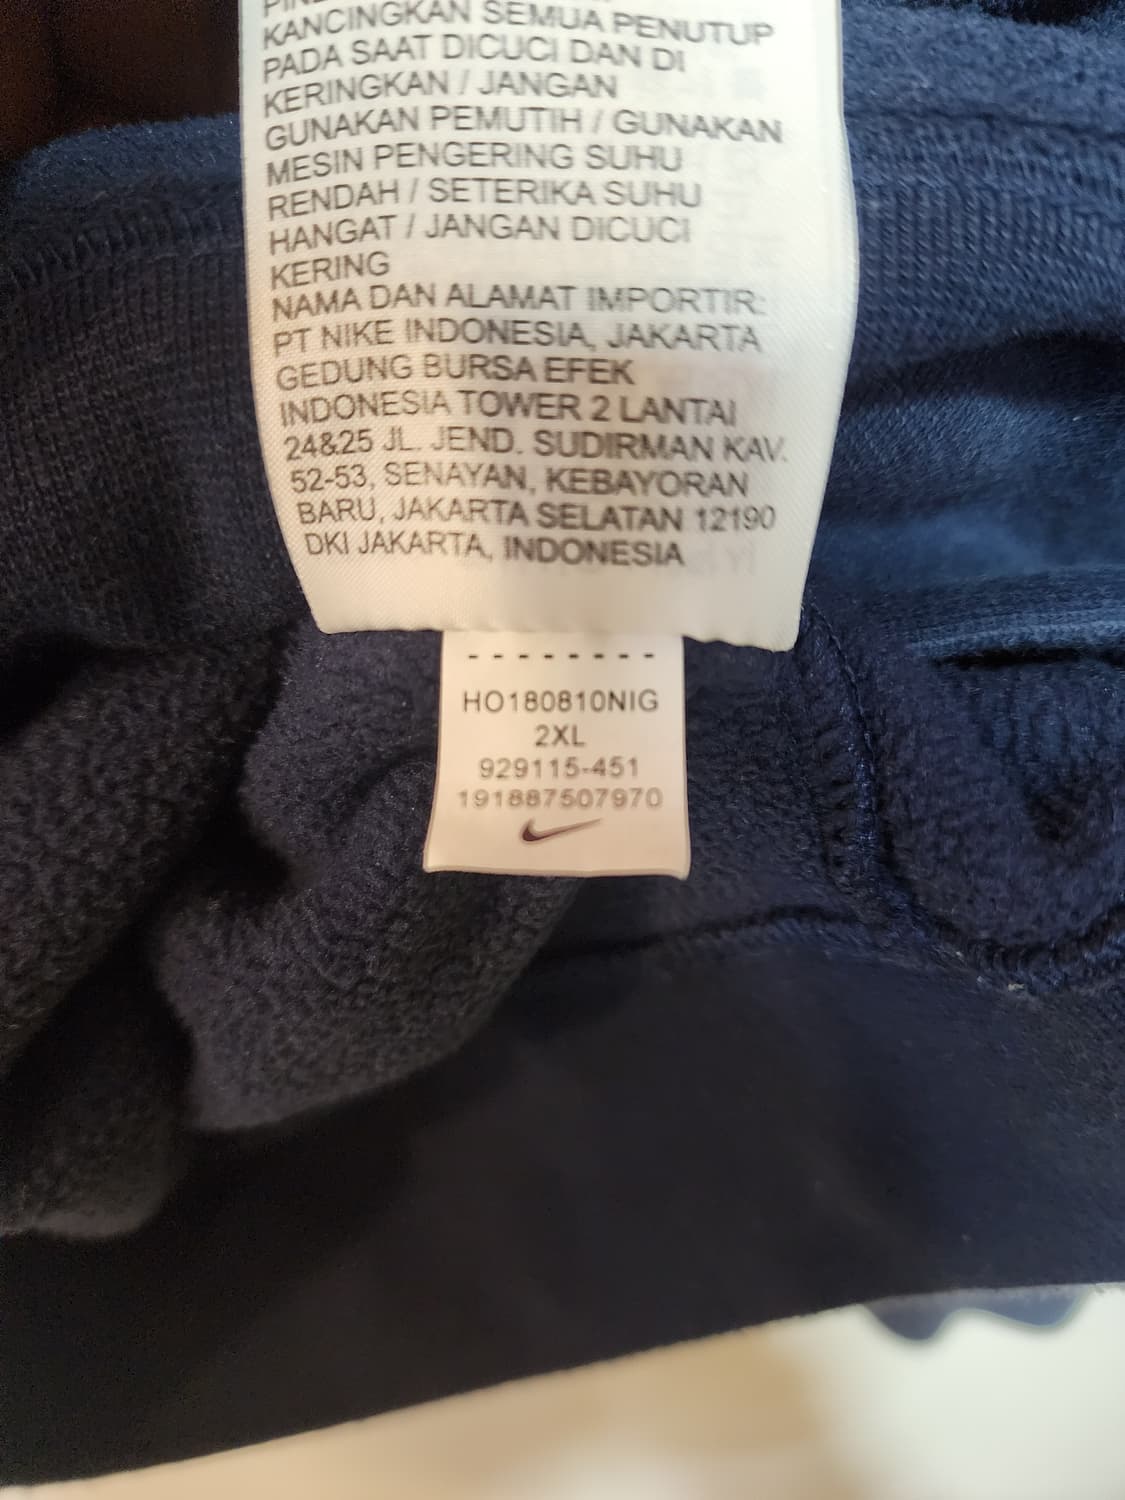 KANCINGKAN SEMUA PENUTUP
PADA SAAT DICUCI DAN DI
KERINGKAN / JANGAN
GUNAKAN PEMUTIH / GUNAKAN
MESIN PENGERING SUHU
RENDAH / SETERIKA SUHU
HANGAT / JANGAN DICUCI
KERING
NAMA DAN ALAMAT IMPORTIR:
PT NIKE INDONESIA, JAKARTA
GEDUNG BURSA EFEK
INDONESIA TOWER 2 LANTAI
24&25 JL. JEND. SUDIRMAN KAV.
52-53, SENAYAN, KEBAYORAN
BARU, JAKARTA SELATAN 12190
DKI JAKARTA, INDONESIA
--------
HO180810NIG
2XL
929115-451
191887507970